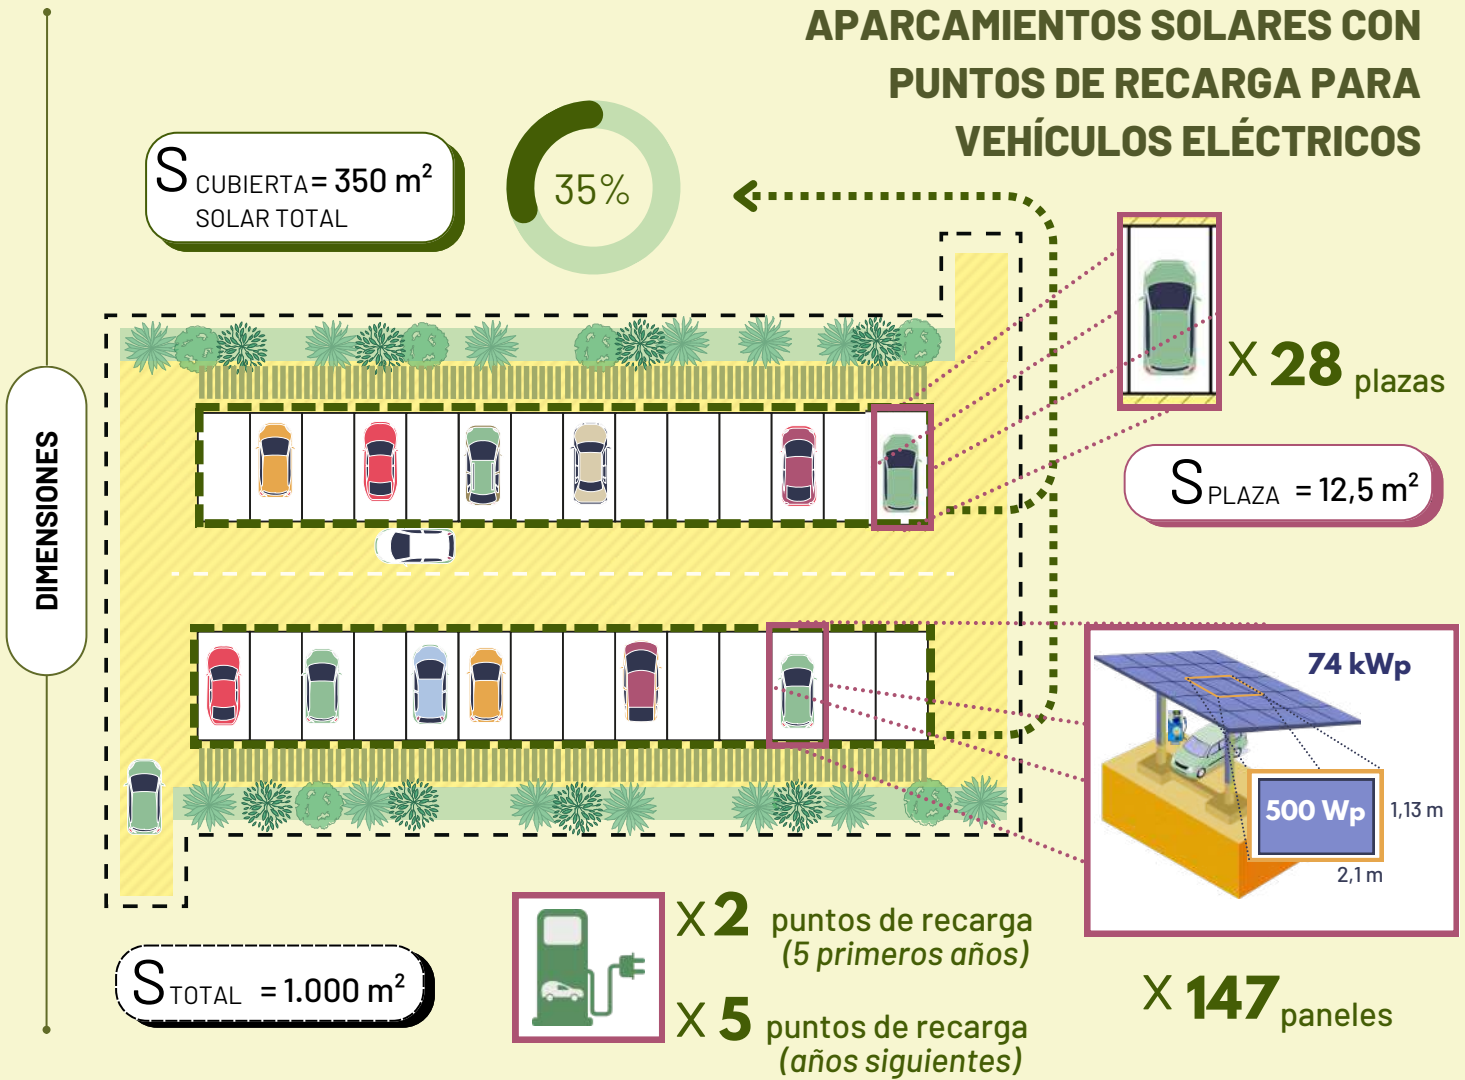 APARCAMIENTOS SOLARES CON
PUNTOS DE RECARGA PARA
VEHÍCULOS ELÉCTRICOS
S CUBIERTA = 350 m²
SOLAR TOTAL
35%
X 28 plazas
S PLAZA = 12,5 m²
DIMENSIONES
74 kWp
500 Wp
1,13 m
2,1 m
X 147 paneles
X 2 puntos de recarga
(5 primeros años)
X 5 puntos de recarga
(años siguientes)
S TOTAL = 1.000 m²